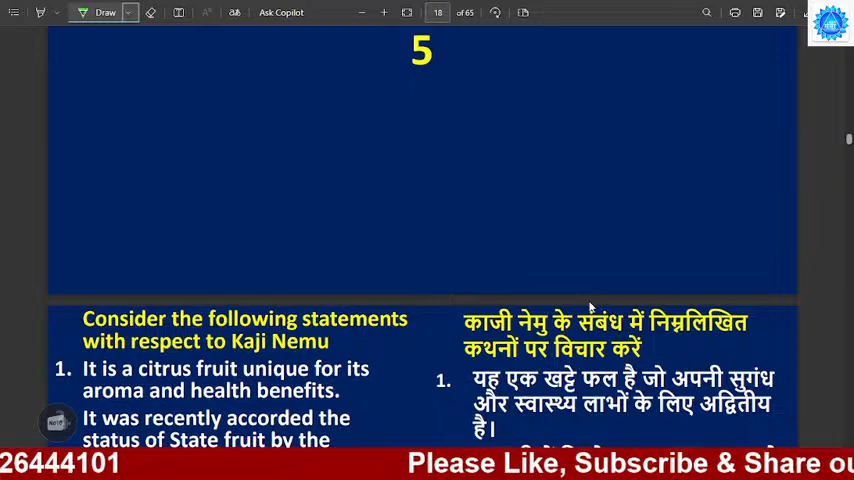 Draw
Ask Copilot
18 of 65
5
Consider the following statements
with respect to Kaji Nemu
1. It is a citrus fruit unique for its
aroma and health benefits.
It was recently accorded the
status of State fruit by the
काजी नेमु के संबंध में निम्नलिखित
कथनों पर विचार करें
1. यह एक खट्टे फल है जो अपनी सुगंध
और स्वास्थ्य लाभों के लिए अद्वितीय
है।
26444101 Please Like, Subscribe & Share ou